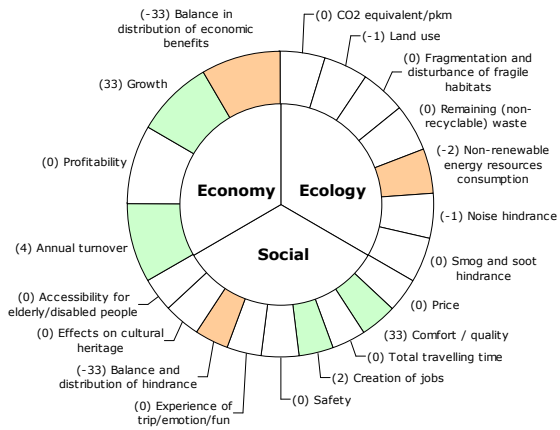 (-33) Balance in
distribution of economic
benefits
(0) CO2 equivalent/pkm
(-1) Land use
(0) Fragmentation and
disturbance of fragile
habitats
(33) Growth
(0) Remaining (non-
recyclable) waste
(-2) Non-renewable
energy resources
consumption
(0) Profitability
Economy
Ecology
(-1) Noise hindrance
(4) Annual turnover
Social
(0) Smog and soot
hindrance
(0) Accessibility for
elderly/disabled people
(0) Price
(0) Effects on cultural
heritage
(33) Comfort / quality
(0) Total travelling time
(-33) Balance and
distribution of hindrance
(2) Creation of jobs
(0) Experience of
trip/emotion/fun
(0) Safety